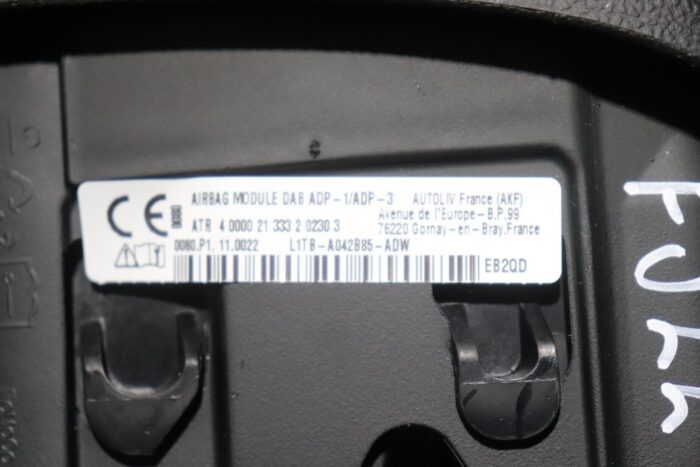 CE
0080
AIRBAG MODULE DAB ADP-1/ADP-3
AUTOLIV France (AKF)
Avenue de l'Europe-B.P.99
76220 Gornay-en-Bray.France
ATR 4 0000 21 333 2 0230 3
0080.P1.11.0022
L1TB-A042B85-ADW
EB2QD